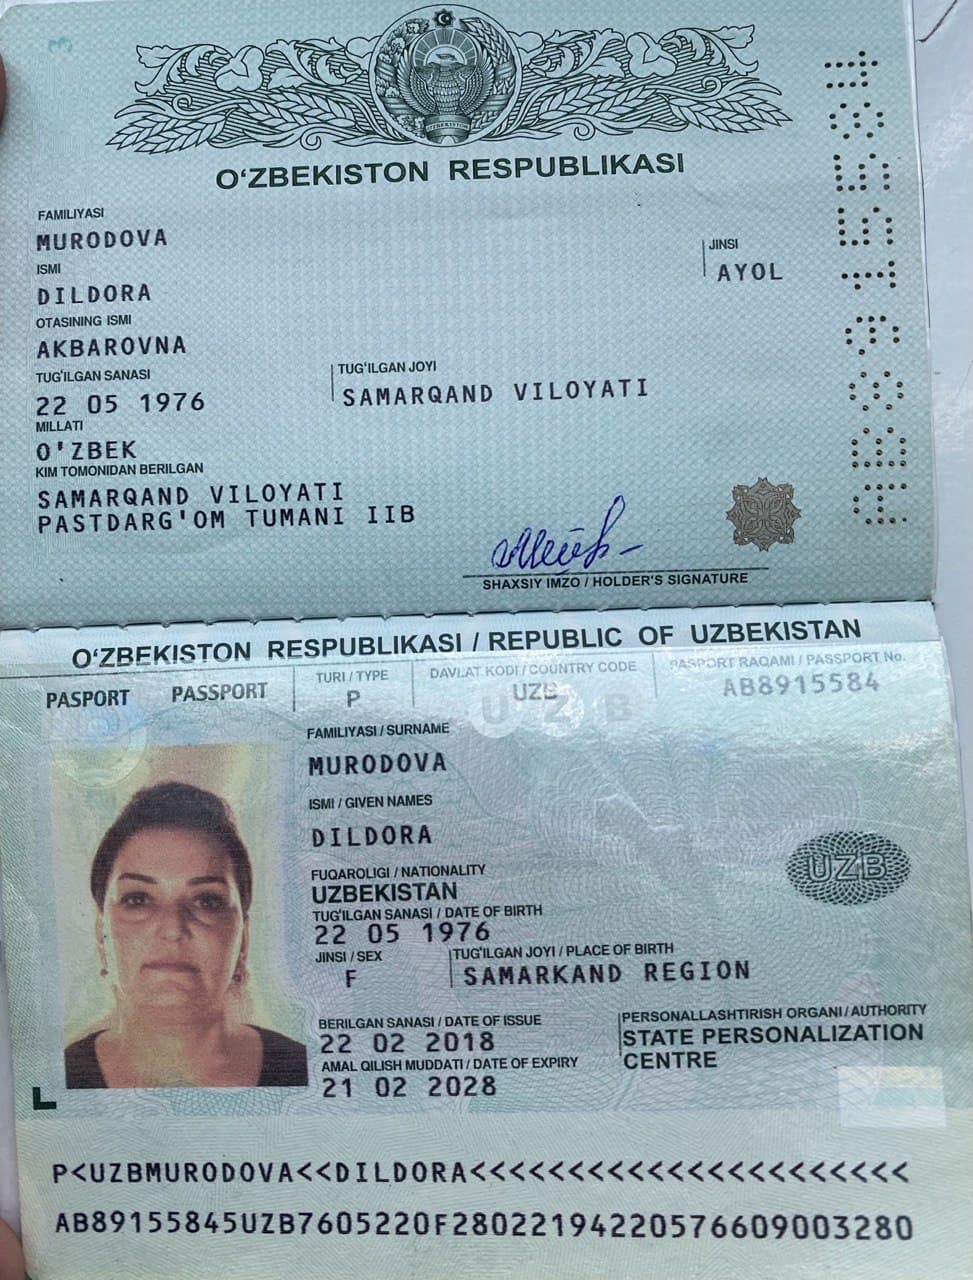 3
O'ZBEKISTON RESPUBLIKASI
FAMILIYASI
MURODOVA
JINSI
AYOL
ISMI
DILDORA
OTASINING ISMI
AKBAROVNA
TUG'ILGAN SANASI
22 05 1976
TUG'ILGAN JOYI
SAMARQAND VILOYATI
MILLATI
O'ZBEK
KIM TOMONIDAN BERILGAN
SAMARQAND VILOYATI
PASTDARG'OM TUMANI IIB
SHAXSIY IMZO / HOLDER'S SIGNATURE
AB8915584
O'ZBEKISTON RESPUBLIKASI / REPUBLIC OF UZBEKISTAN
PASPORT PASSPORT
TURI / TYPE
P
DAVLAT KODI / COUNTRY CODE
UZB
PASPORT RAQAMI / PASSPORT No.
AB8915584
UZB
FAMILIYASI / SURNAME
MURODOVA
ISMI / GIVEN NAMES
DILDORA
UZB
FUQAROLIGI / NATIONALITY
UZBEKISTAN
TUG'ILGAN SANASI / DATE OF BIRTH
22 05 1976
JINSI / SEX
F
TUG'ILGAN JOYI / PLACE OF BIRTH
SAMARKAND REGION
BERILGAN SANASI / DATE OF ISSUE
22 02 2018
PERSONALLASHTIRISH ORGANI / AUTHORITY
STATE PERSONALIZATION
CENTRE
AMAL QILISH MUDDATI / DATE OF EXPIRY
21 02 2028
P<UZBMURODOVA<<DILDORA<<<<<<<<<<<<<<<<<<<<<<
AB89155845UZB7605220F28022194220576609003280